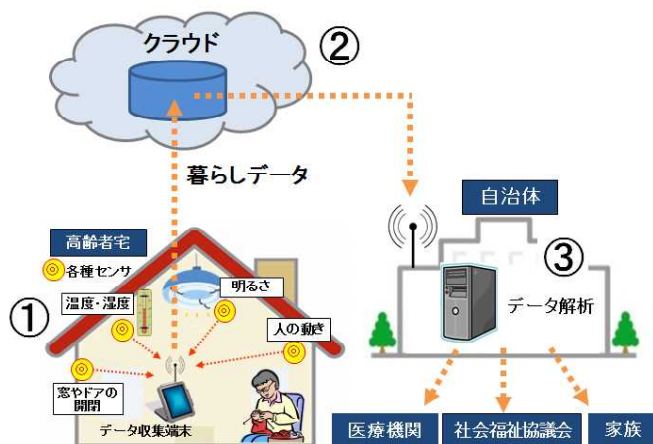 クラウド
②
暮らしデータ
自治体
高齢者宅
各種センサ
温度・湿度
明るさ
人の動き
①
窓やドアの
開閉
データ収集端末
③
データ解析
医療機関
社会福祉協議会
家族